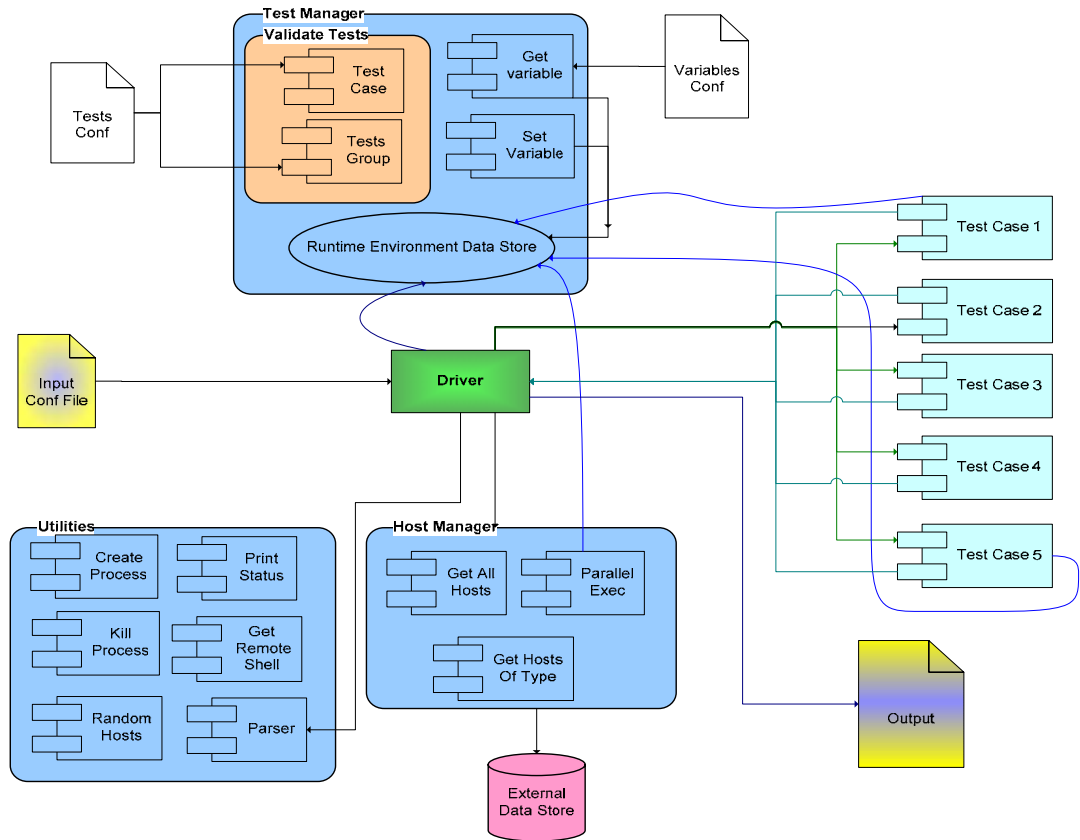 Test Manager
Validate Tests
Test
Case
Tests
Group
Get
variable
Set
Variable
Tests
Conf
Variables
Conf
Runtime Environment Data Store
Test Case 1
Test Case 2
Test Case 3
Test Case 4
Test Case 5
Input
Conf File
Driver
Utilities
Create
Process
Print
Status
Kill
Process
Get
Remote
Shell
Random
Hosts
Parser
Host Manager
Get All
Hosts
Parallel
Exec
Get Hosts
Of Type
Output
External
Data Store